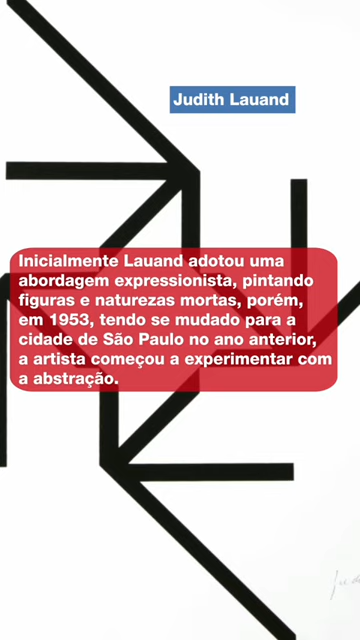 Judith Lauand
Inicialmente Lauand adotou uma
abordagem expressionista, pintando
figuras e naturezas mortas, porém,
em 1953, tendo se mudado para a
cidade de São Paulo no ano anterior,
a artista começou a experimentar com
a abstração.